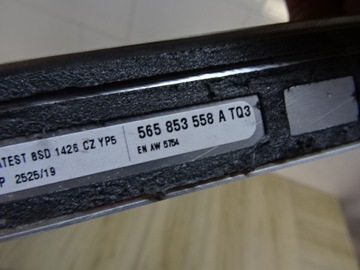 ATEST 8SD 1426 CZ YP5
565 853 558 A TQ3
P 2525/19
EN AW 5754